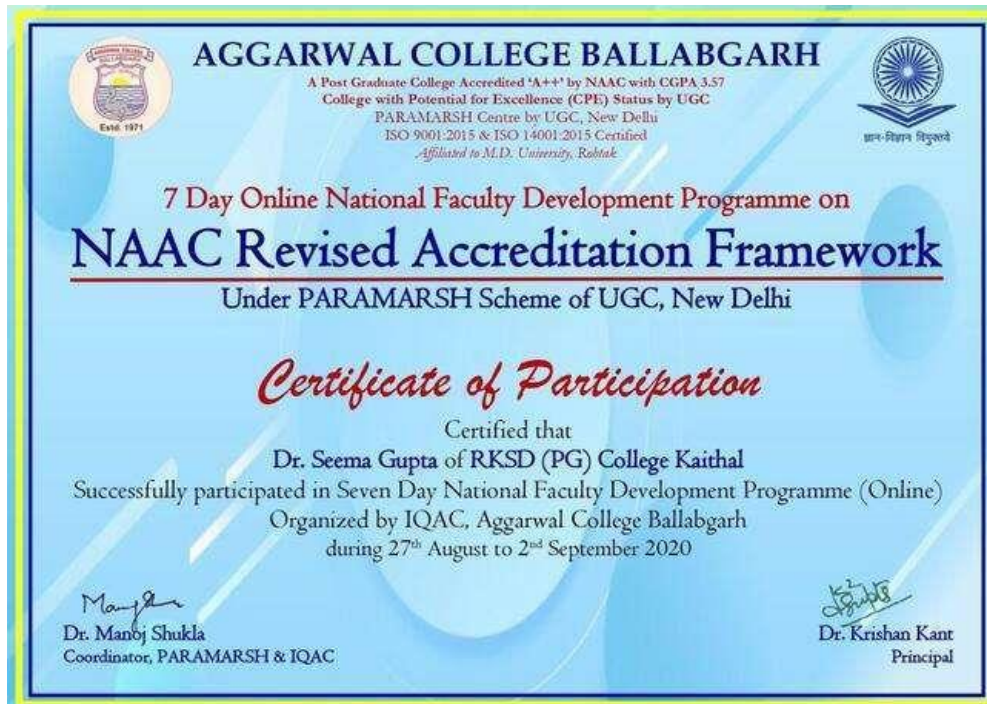 AGGARWAL COLLEGE BALLABGARH
A Post Graduate College Accredited 'A++' by NAAC with CGPA 3.57
College with Potential for Excellence (CPE) Status by UGC
PARAMARSH Centre by UGC, New Delhi
ISO 9001:2015 & ISO 14001:2015 Certified
Affiliated to M.D. University, Rohtak
AGGARWAL COLLEGE
BALLABGARH
Estd. 1971
ज्ञान-विज्ञान विमुक्तये
7 Day Online National Faculty Development Programme on
NAAC Revised Accreditation Framework
Under PARAMARSH Scheme of UGC, New Delhi
Certificate of Participation
Certified that
Dr. Seema Gupta of RKSD (PG) College Kaithal
Successfully participated in Seven Day National Faculty Development Programme (Online)
Organized by IQAC, Aggarwal College Ballabgarh
during 27th August to 2nd September 2020
Dr. Manoj Shukla
Coordinator, PARAMARSH & IQAC
Dr. Krishan Kant
Principal